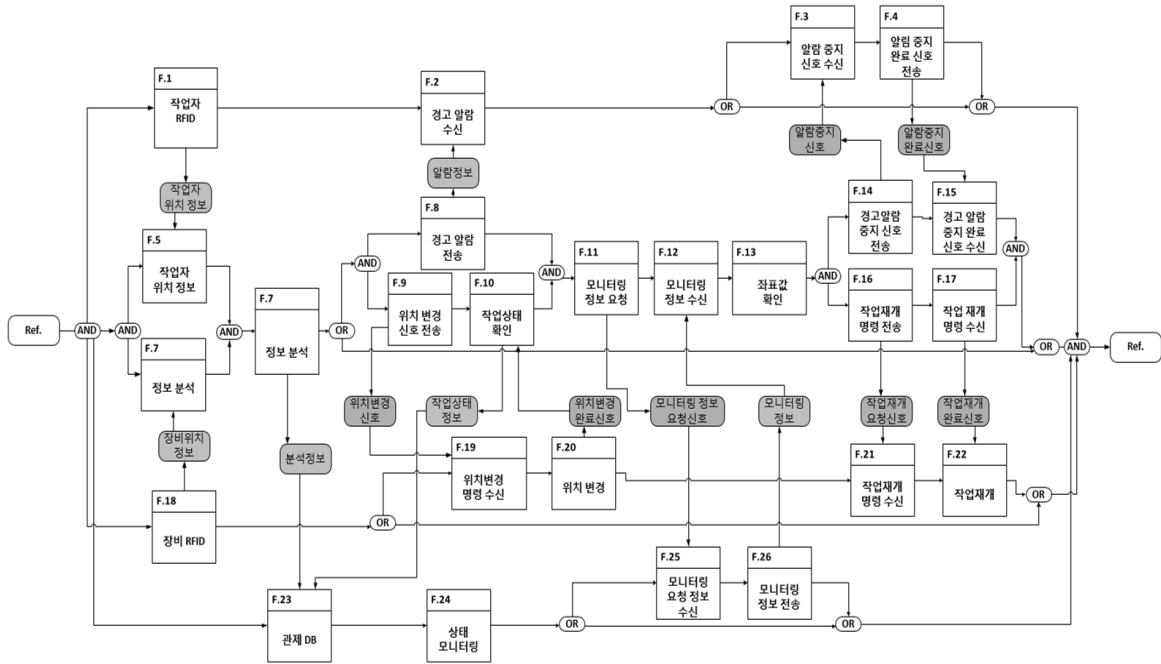 F.3
알람 중지
신호 수신
F.4
알림 중지
완료 신호
전송
F.1
작업자
RFID
F.2
경고 알람
수신
OR
OR
알람중지
신호
알람중지
완료신호
작업자
위치 정보
알람정보
F.5
작업자
위치 정보
F.8
경고 알람
전송
F.14
경고알람
중지 신호
전송
F.15
경고 알람
중지 완료
신호 수신
AND
AND
AND
F.9
위치 변경
신호 전송
F.10
작업상태
확인
F.11
모니터링
정보 요청
F.12
모니터링
정보 수신
F.13
좌표값
확인
AND
F.16
작업재개
명령 전송
F.17
작업 재개
명령 수신
Ref.
AND
AND
AND
F.7
정보 분석
OR
F.7
정보 분석
OR
AND
Ref.
위치변경
신호
작업상태
정보
위치변경
완료신호
모니터링 정보
요청신호
모니터링
정보
작업재개
요청신호
작업재개
완료신호
장비위치
정보
분석정보
F.19
위치변경
명령 수신
F.20
위치 변경
F.21
작업재개
명령 수신
F.22
작업재개
F.18
장비 RFID
OR
OR
F.25
모니터링
요청 정보
수신
F.26
모니터링
정보 전송
F.23
관제 DB
F.24
상태
모니터링
OR
OR